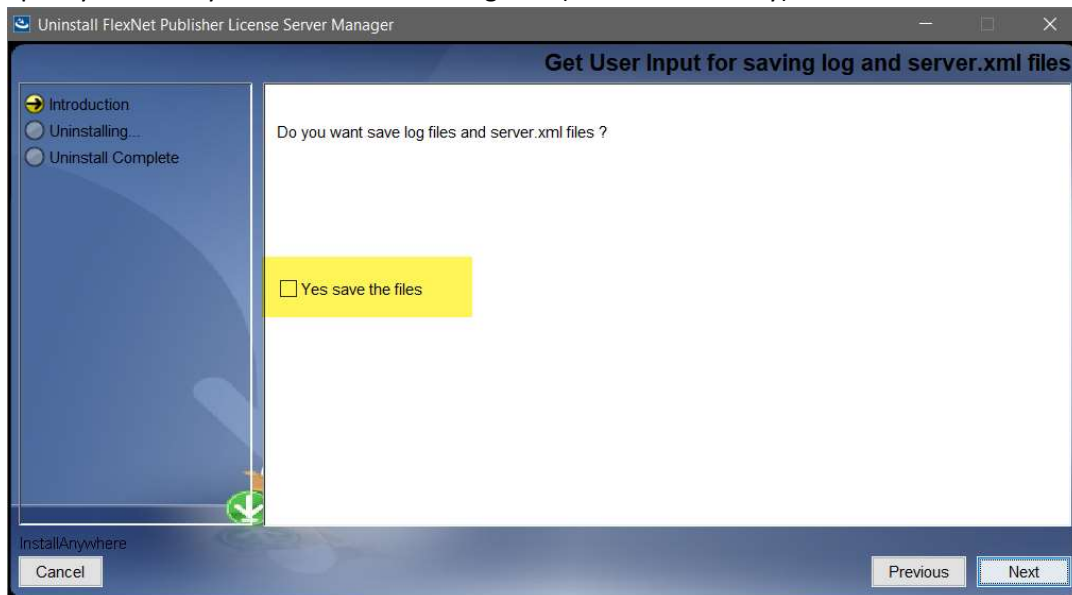 Uninstall FlexNet Publisher License Server Manager
Get User Input for saving log and server.xml files
Introduction
Uninstalling...
Uninstall Complete
Do you want save log files and server.xml files ?
Yes save the files
InstallAnywhere
Cancel
Previous
Next